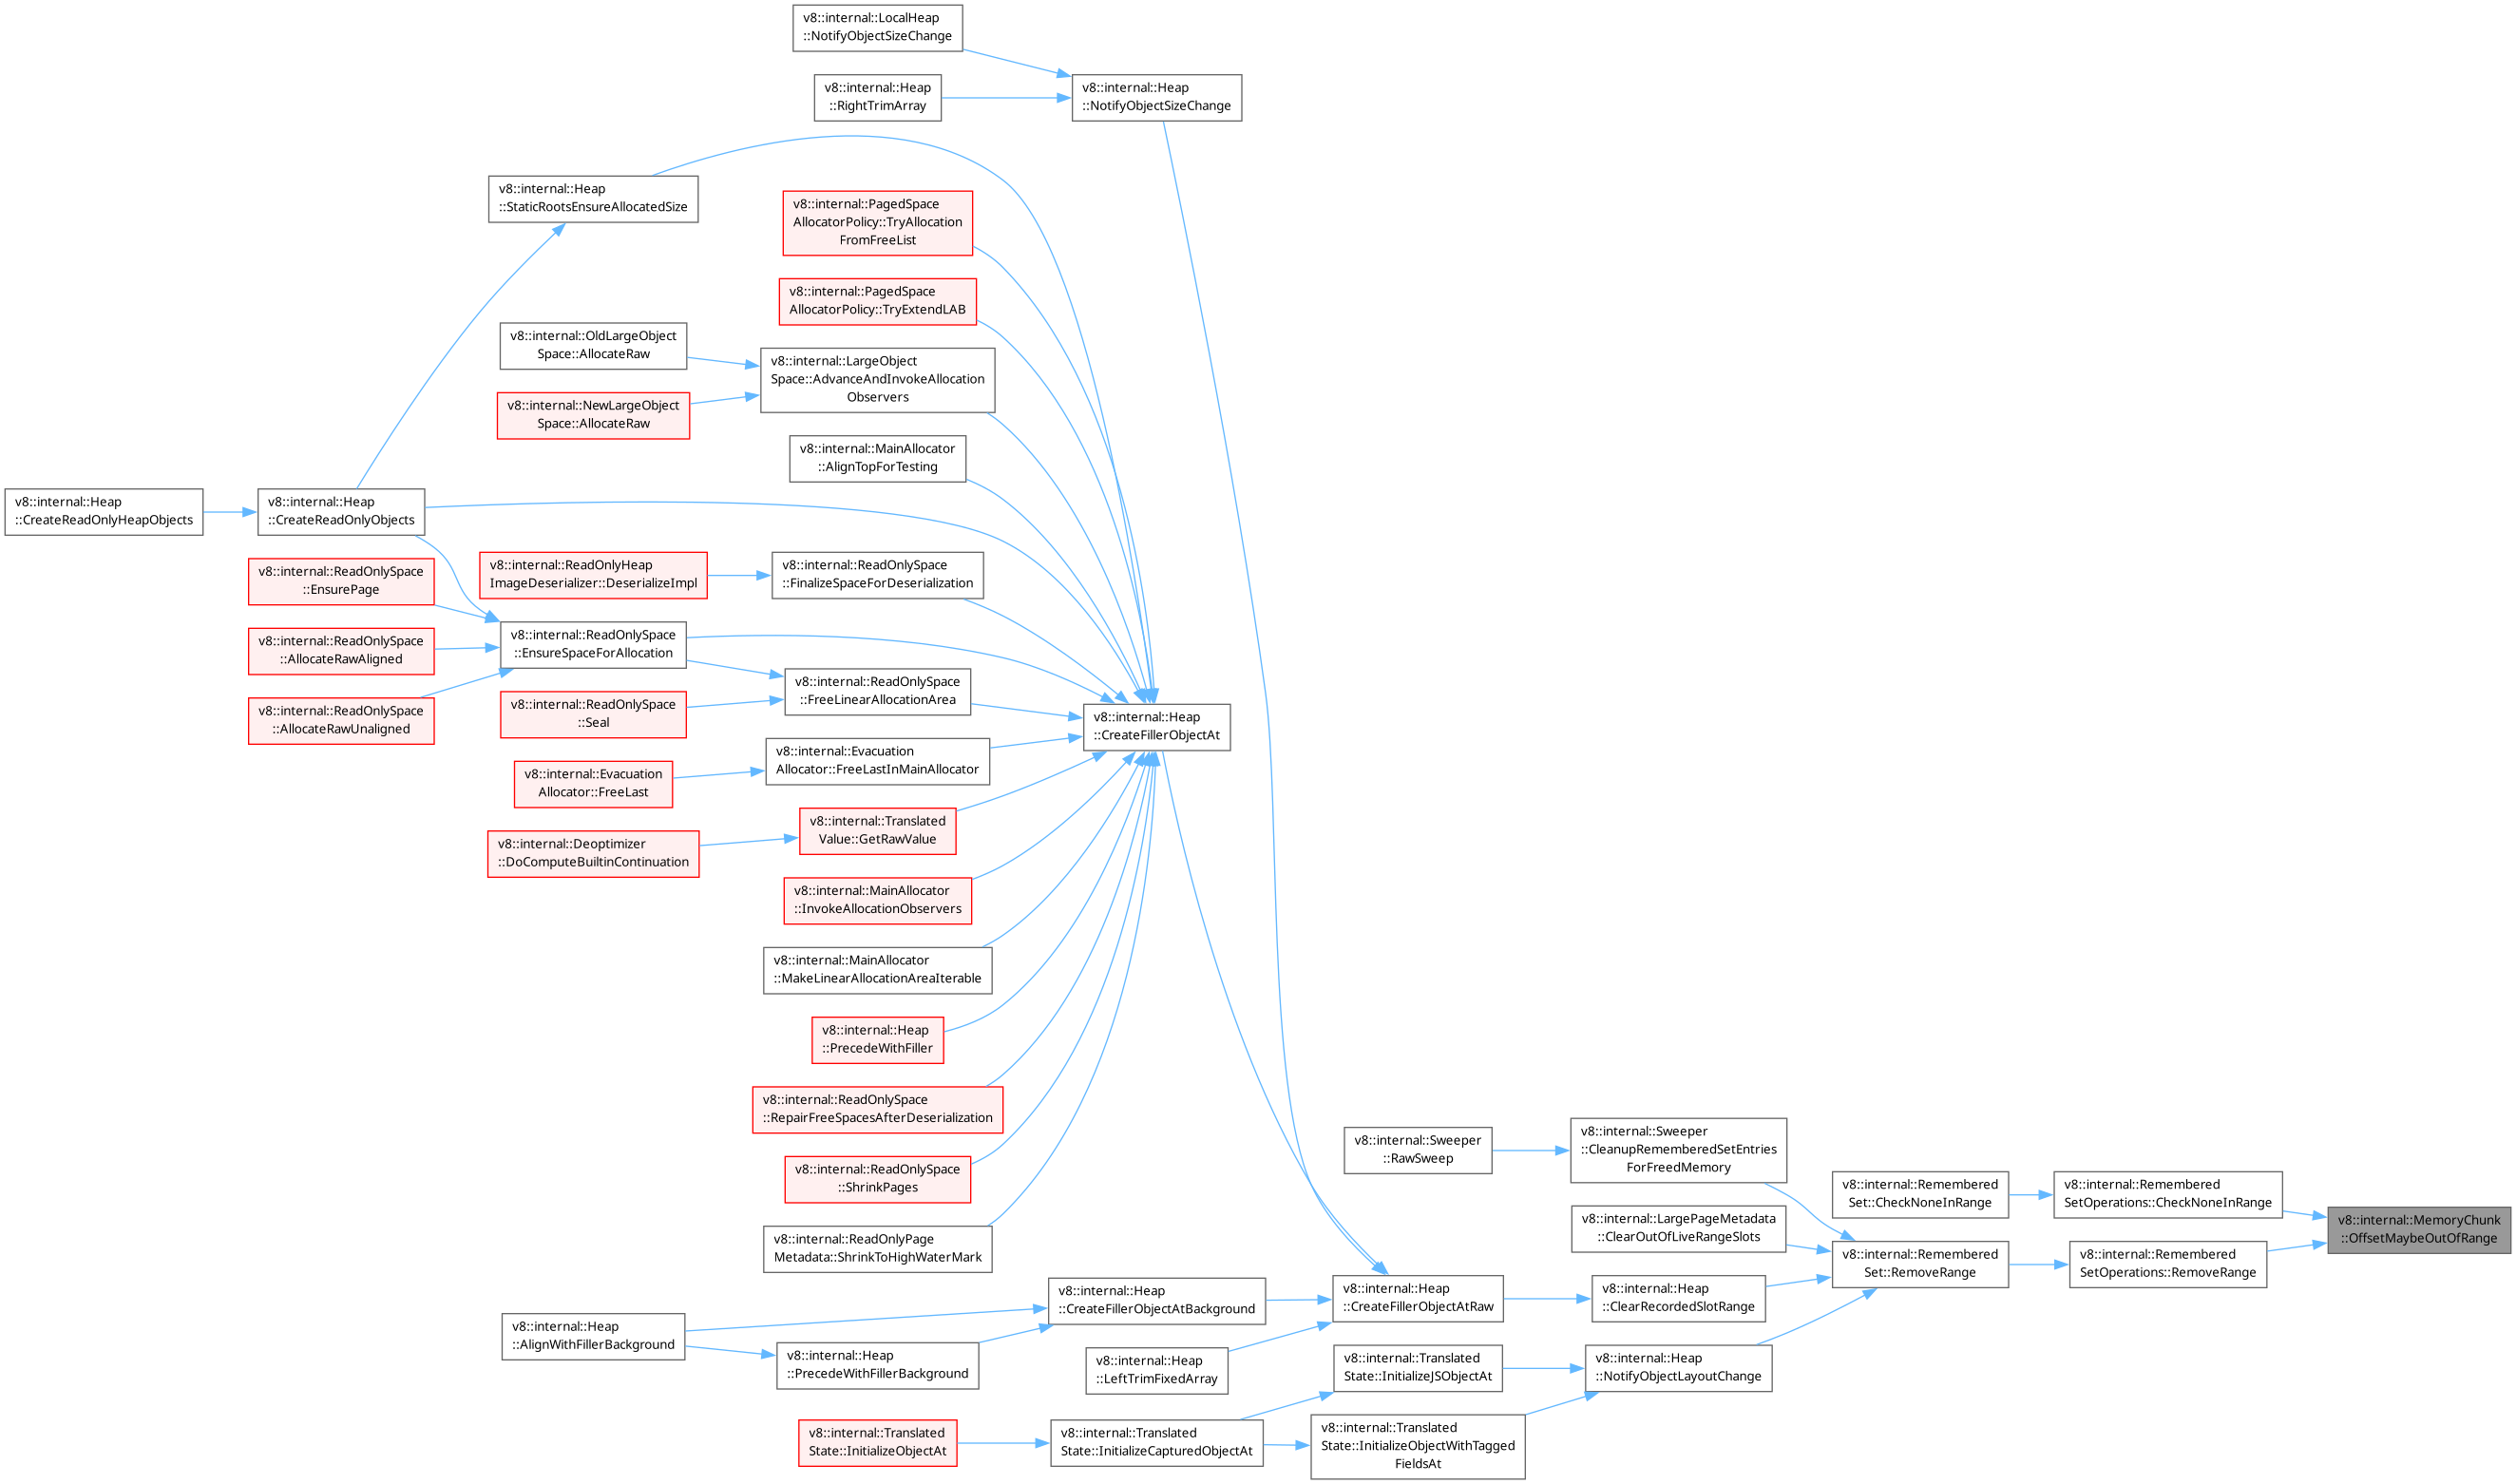 v8::internal::LocalHeap
::NotifyObjectSizeChange
v8::internal::Heap
::RightTrimArray
v8::internal::Heap
::NotifyObjectSizeChange
v8::internal::Heap
::StaticRootsEnsureAllocatedSize
v8::internal::PagedSpace
AllocatorPolicy::TryAllocation
FromFreeList
v8::internal::PagedSpace
AllocatorPolicy::TryExtendLAB
v8::internal::OldLargeObject
Space::AllocateRaw
v8::internal::LargeObject
Space::AdvanceAndInvokeAllocation
Observers
v8::internal::NewLargeObject
Space::AllocateRaw
v8::internal::MainAllocator
::AlignTopForTesting
v8::internal::Heap
::CreateReadOnlyHeapObjects
v8::internal::Heap
::CreateReadOnlyObjects
v8::internal::ReadOnlyHeap
ImageDeserializer::DeserializeImpl
v8::internal::ReadOnlySpace
::FinalizeSpaceForDeserialization
v8::internal::ReadOnlySpace
::EnsurePage
v8::internal::ReadOnlySpace
::AllocateRawAligned
v8::internal::ReadOnlySpace
::EnsureSpaceForAllocation
v8::internal::ReadOnlySpace
::FreeLinearAllocationArea
v8::internal::ReadOnlySpace
::AllocateRawUnaligned
v8::internal::ReadOnlySpace
::Seal
v8::internal::Heap
::CreateFillerObjectAt
v8::internal::Evacuation
Allocator::FreeLastInMainAllocator
v8::internal::Evacuation
Allocator::FreeLast
v8::internal::Translated
Value::GetRawValue
v8::internal::Deoptimizer
::DoComputeBuiltinContinuation
v8::internal::MainAllocator
::InvokeAllocationObservers
v8::internal::MainAllocator
::MakeLinearAllocationAreaIterable
v8::internal::Heap
::PrecedeWithFiller
v8::internal::ReadOnlySpace
::RepairFreeSpacesAfterDeserialization
v8::internal::ReadOnlySpace
::ShrinkPages
v8::internal::ReadOnlyPage
Metadata::ShrinkToHighWaterMark
v8::internal::Sweeper
::RawSweep
v8::internal::Sweeper
::CleanupRememberedSetEntries
ForFreedMemory
v8::internal::Remembered
Set::CheckNoneInRange
v8::internal::Remembered
SetOperations::CheckNoneInRange
v8::internal::LargePageMetadata
::ClearOutOfLiveRangeSlots
v8::internal::MemoryChunk
::OffsetMaybeOutOfRange
v8::internal::Remembered
Set::RemoveRange
v8::internal::Remembered
SetOperations::RemoveRange
v8::internal::Heap
::CreateFillerObjectAtBackground
v8::internal::Heap
::CreateFillerObjectAtRaw
v8::internal::Heap
::ClearRecordedSlotRange
v8::internal::Heap
::AlignWithFillerBackground
v8::internal::Heap
::PrecedeWithFillerBackground
v8::internal::Heap
::LeftTrimFixedArray
v8::internal::Translated
State::InitializeJSObjectAt
v8::internal::Heap
::NotifyObjectLayoutChange
v8::internal::Translated
State::InitializeObjectAt
v8::internal::Translated
State::InitializeCapturedObjectAt
v8::internal::Translated
State::InitializeObjectWithTagged
FieldsAt